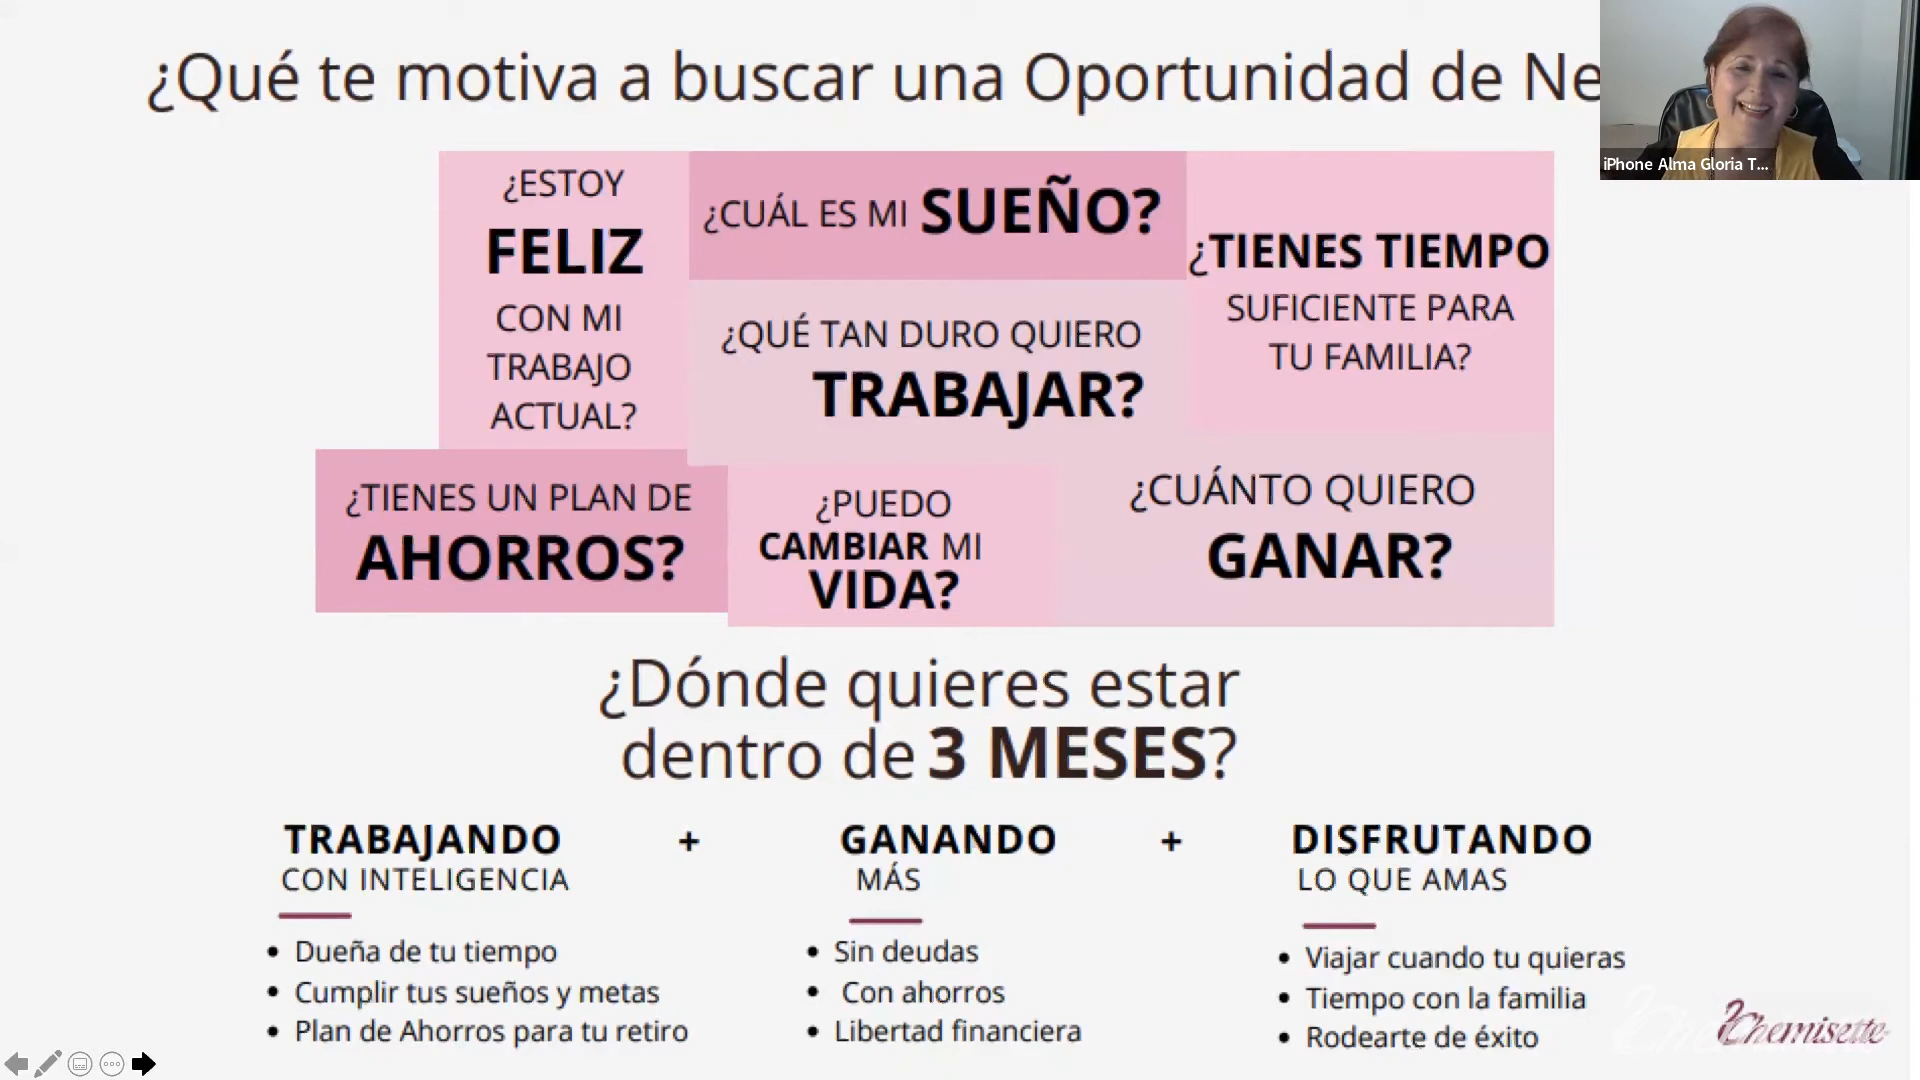 ¿Qué te motiva a buscar una Oportunidad de Ne
iPhone Alma Gloria T...
¿ESTOY
FELIZ
CON MI
TRABAJO
ACTUAL?
¿CUÁL ES MI SUEÑO?
¿QUÉ TAN DURO QUIERO
TRABAJAR?
¿TIENES TIEMPO
SUFICIENTE PARA
TU FAMILIA?
¿TIENES UN PLAN DE
AHORROS?
¿PUEDO
CAMBIAR MI
VIDA?
¿CUÁNTO QUIERO
GANAR?
¿Dónde quieres estar
dentro de 3 MESES?
TRABAJANDO + GANANDO + DISFRUTANDO
CON INTELIGENCIA
• Dueña de tu tiempo
• Cumplir tus sueños y metas
• Plan de Ahorros para tu retiro
MÁS
• Sin deudas
• Con ahorros
• Libertad financiera
LO QUE AMAS
• Viajar cuando tu quieras
• Tiempo con la familia
• Rodearte de éxito
Chemisette